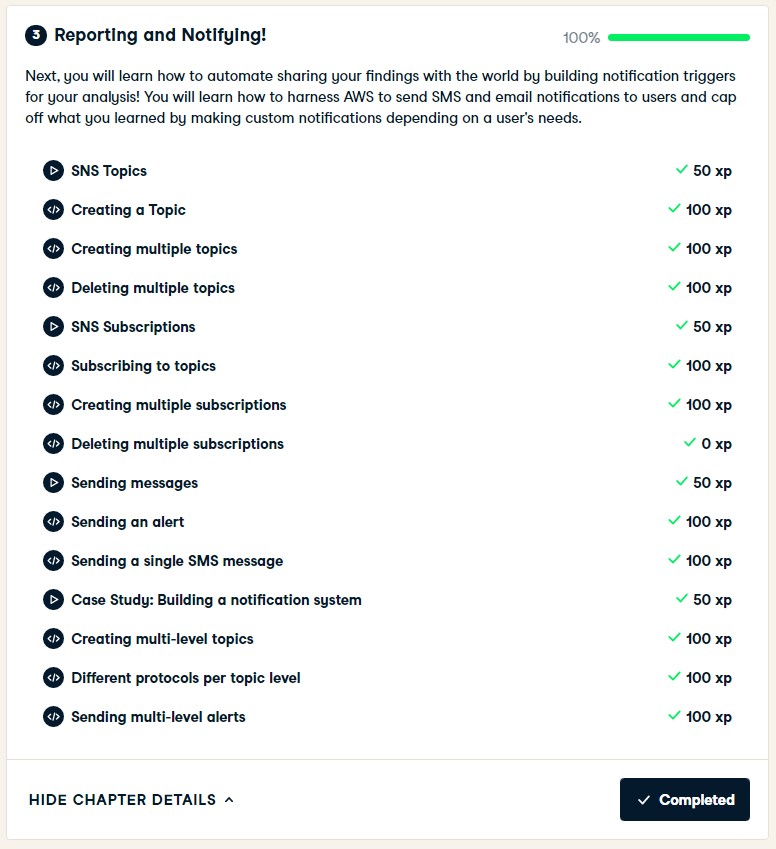 3 Reporting and Notifying!
100%
Next, you will learn how to automate sharing your findings with the world by building notification triggers
for your analysis! You will learn how to harness AWS to send SMS and email notifications to users and cap
off what you learned by making custom notifications depending on a user's needs.
SNS Topics 50 xp
Creating a Topic 100 xp
Creating multiple topics 100 xp
Deleting multiple topics 100 xp
SNS Subscriptions 50 xp
Subscribing to topics 100 xp
Creating multiple subscriptions 100 xp
Deleting multiple subscriptions 0 xp
Sending messages 50 xp
Sending an alert 100 xp
Sending a single SMS message 100 xp
Case Study: Building a notification system 50 xp
Creating multi-level topics 100 xp
Different protocols per topic level 100 xp
Sending multi-level alerts 100 xp
HIDE CHAPTER DETAILS
Completed